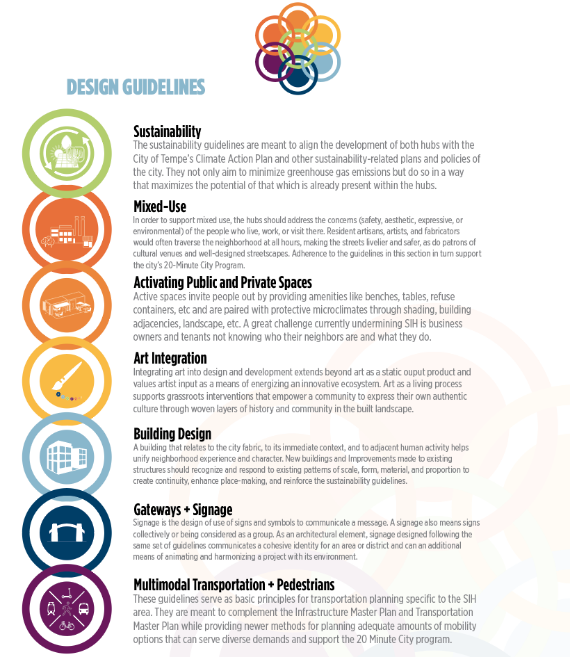 DESIGN GUIDELINES
Sustainability
The sustainability guidelines are meant to align the development of both hubs with the
City of Tempe's Climate Action Plan and other sustainability-related plans and policies of
the city. They not only aim to minimize greenhouse gas emissions but do so in a way
that maximizes the potential of that which is already present within the hubs.
Mixed-Use
In order to support mixed use, the hubs should address the concerns (safety, aesthetic, expressive, or
environmental) of the people who live, work, or visit there. Resident artisans, artists, and fabricators
would often traverse the neighborhood at all hours, making the streets livelier and safer, as do patrons of
cultural venues and well-designed streetscapes. Adherence to the guidelines in this section in turn support
the city's 20-Minute City Program.
Activating Public and Private Spaces
Active spaces invite people out by providing amenities like benches, tables, refuse
containers, etc and are paired with protective microclimates through shading, building
adjacencies, landscape, etc. A great challenge currently undermining SIH is business
owners and tenants not knowing who their neighbors are and what they do.
Art Integration
Integrating art into design and development extends beyond art as a static ouput product and
values artist input as a means of energizing an innovative ecosystem. Art as a living process
supports grassroots interventions that empower a community to express their own authentic
culture through woven layers of history and community in the built landscape.
Building Design
A building that relates to the city fabric, to its immediate context, and to adjacent human activity helps
unify neighborhood experience and character. New buildings and Improvements made to existing
structures should recognize and respond to existing patterns of scale, form, material, and proportion to
create continuity, enhance place-making, and reinforce the sustainability guidelines.
Gateways + Signage
Signage is the design of use of signs and symbols to communicate a message. A signage also means signs
collectively or being considered as a group. As an architectural element, signage designed following the
same set of guidelines communicates a cohesive identity for an area or district and can an additional
means of animating and harmonizing a project with its environment.
Multimodal Transportation + Pedestrians
These guidelines serve as basic principles for transportation planning specific to the SIH
area. They are meant to complement the Infrastructure Master Plan and Transportation
Master Plan while providing newer methods for planning adequate amounts of mobility
options that can serve diverse demands and support the 20 Minute City program.